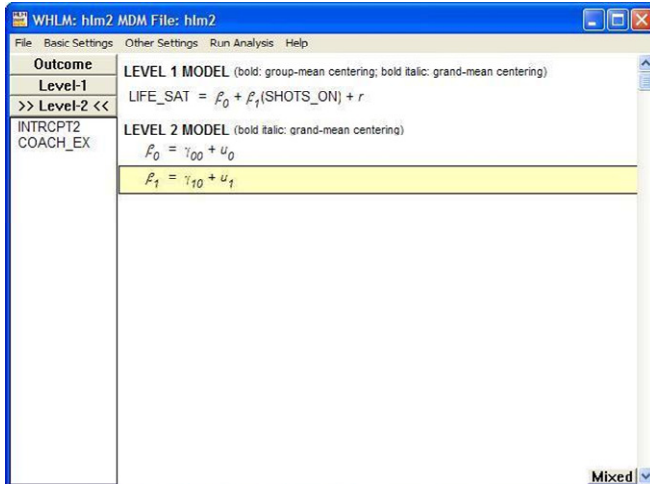 WHLM: hlm2 MDM File: hlm2
File Basic Settings Other Settings Run Analysis Help
Outcome
Level-1
>> Level-2 <<
INTRCPT2
COACH_EX
LEVEL 1 MODEL (bold: group-mean centering; bold italic: grand-mean centering)
LIFE_SAT = β₀ + β₁(SHOTS_ON) + r
LEVEL 2 MODEL (bold italic: grand-mean centering)
β₀ = γ₀₀ + u₀
β₁ = γ₁₀ + u₁
Mixed